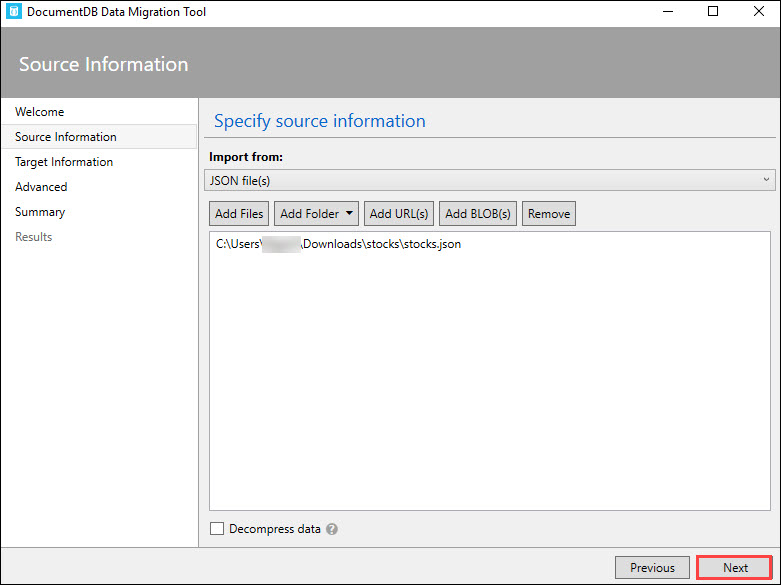 DocumentDB Data Migration Tool
Source Information
Welcome
Source Information
Target Information
Advanced
Summary
Results
Specify source information
Import from:
JSON file(s)
Add Files Add Folder Add URL(s) Add BLOB(s) Remove
C:\Users\ \Downloads\stocks\stocks.json
Decompress data ?
Previous Next